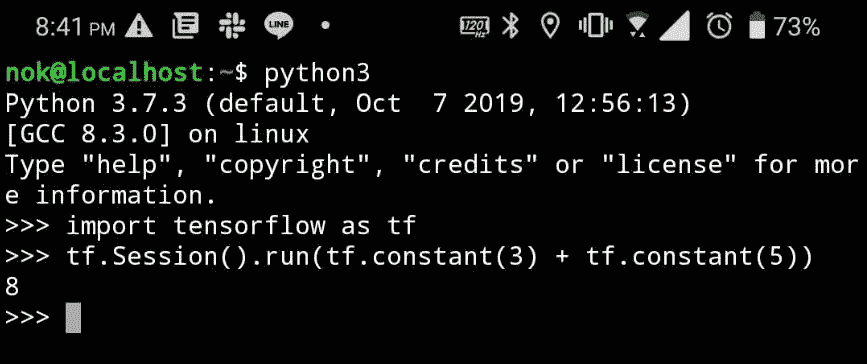 8:41 PM LINE 120 Hz 73%
nok@localhost:~$ python3
Python 3.7.3 (default, Oct  7 2019, 12:56:13)
[GCC 8.3.0] on linux
Type "help", "copyright", "credits" or "license" for mor
e information.
>>> import tensorflow as tf
>>> tf.Session().run(tf.constant(3) + tf.constant(5))
8
>>>